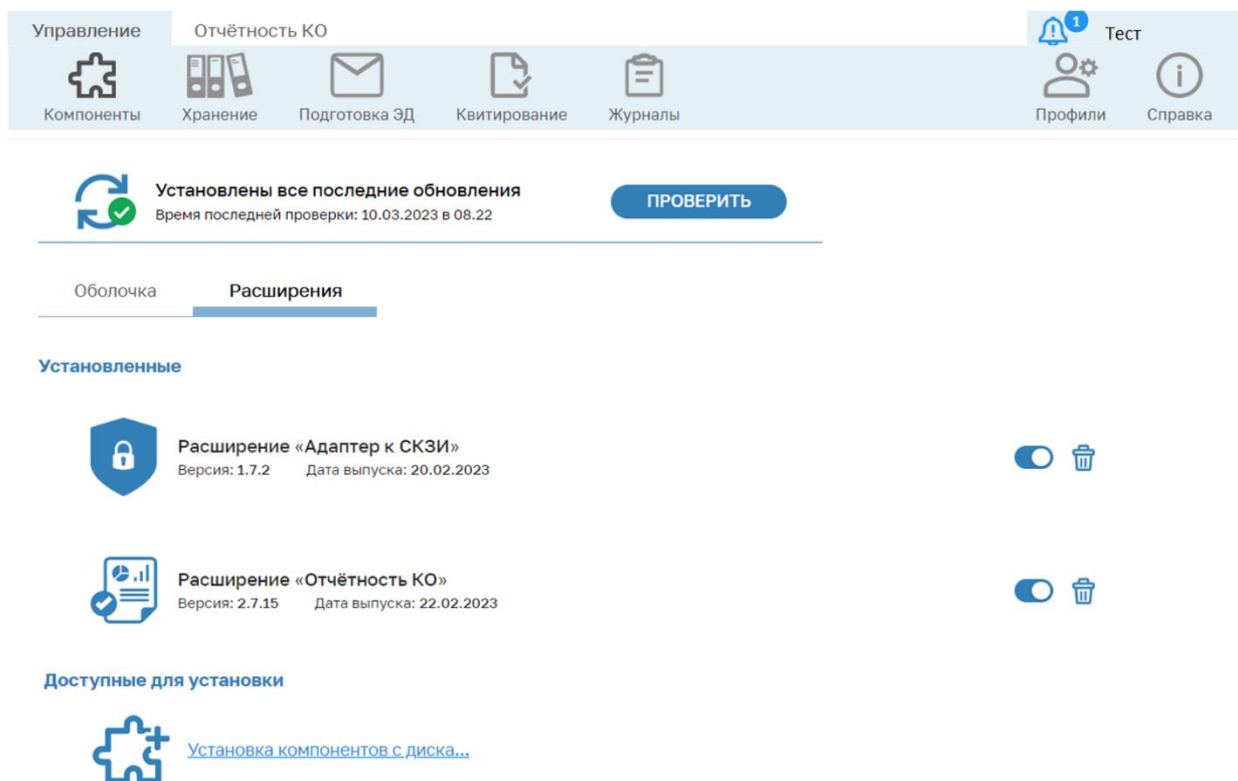 Управление Отчётность КО 1 Тест
Компоненты Хранение Подготовка ЭД Квитирование Журналы Профили Справка
Установлены все последние обновления
Время последней проверки: 10.03.2023 в 08.22
ПРОВЕРИТЬ
Оболочка Расширения
Установленные
Расширение «Адаптер к СКЗИ»
Версия: 1.7.2 Дата выпуска: 20.02.2023
Расширение «Отчётность КО»
Версия: 2.7.15 Дата выпуска: 22.02.2023
Доступные для установки
Установка компонентов с диска...